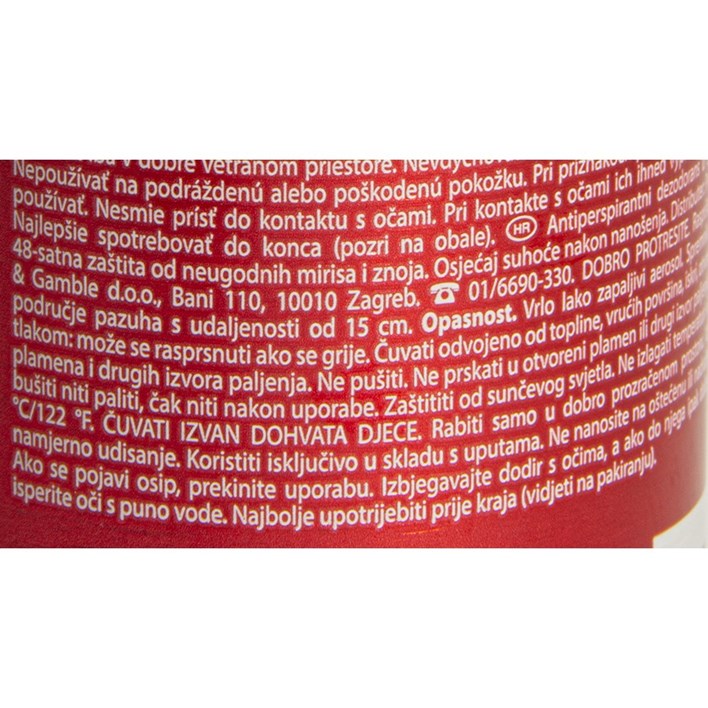 v dobre vetranom priestore. Nevdychov
Nepoužívať na podráždenú alebo poškodenú pokožku. Pri príznakoc
používať. Nesmie prísť do kontaktu s očami. Pri kontakte s očami ich ihneď vyp
Najlepšie spotrebovať do konca (pozri na obale). HR Antiperspirantni dezodorans
48-satna zaštita od neugodnih mirisa i znoja. Osjećaj suhoće nakon nanošenja. Distributer
& Gamble d.o.o., Bani 110, 10010 Zagreb. ☎ 01/6690-330. DOBRO PROTRESITE.
područje pazuha s udaljenosti od 15 cm. Opasnost. Vrlo lako zapaljivi aerosol.
tlakom: može se rasprsnuti ako se grije. Čuvati odvojeno od topline, vrućih površina,
plamena i drugih izvora paljenja. Ne pušiti. Ne prskati u otvoreni plamen ili drugi izvor
bušiti niti paliti, čak niti nakon uporabe. Zaštititi od sunčevog svjetla. Ne izlagati
°C/122 °F. ČUVATI IZVAN DOHVATA DJECE. Rabiti samo u dobro prozračenom
namjerno udisanje. Koristiti isključivo u skladu s uputama. Ne nanosite na oštećenu ili
Ako se pojavi osip, prekinite uporabu. Izbjegavajte dodir s očima, a ako do njega
isperite oči s puno vode. Najbolje upotrijebiti prije kraja (vidjeti na pakiranju).